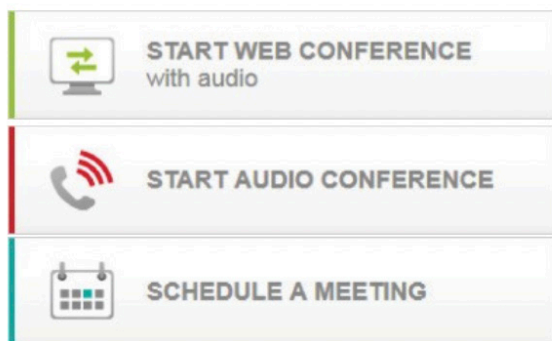 START WEB CONFERENCE
with audio
START AUDIO CONFERENCE
SCHEDULE A MEETING